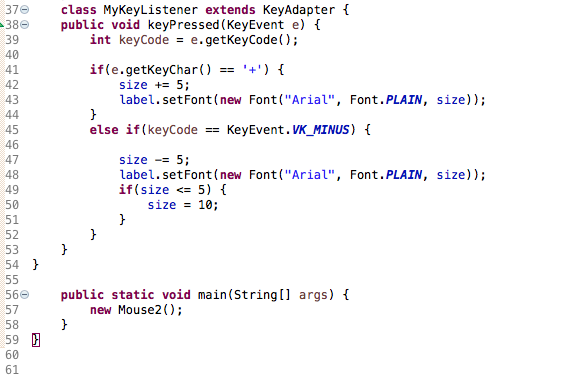 37 class MyKeyListener extends KeyAdapter {
38 public void keyPressed(KeyEvent e) {
39 int keyCode = e.getKeyCode();
40
41 if(e.getKeyChar() == '+') {
42 size += 5;
43 label.setFont(new Font("Arial", Font.PLAIN, size));
44 }
45 else if(keyCode == KeyEvent.VK_MINUS) {
46
47 size -= 5;
48 label.setFont(new Font("Arial", Font.PLAIN, size));
49 if(size <= 5) {
50 size = 10;
51 }
52 }
53 }
54 }
55
56 public static void main(String[] args) {
57 new Mouse2();
58 }
59 }
60
61